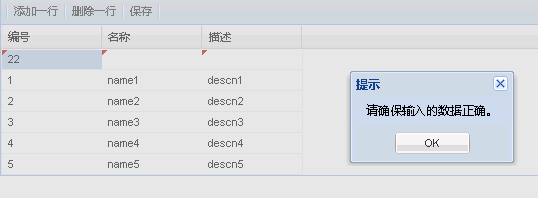 添加一行 删除一行 保存
编号 名称 描述
22
1 name1 descn1
2 name2 descn2
3 name3 descn3
4 name4 descn4
5 name5 descn5
提示
请确保输入的数据正确。
OK